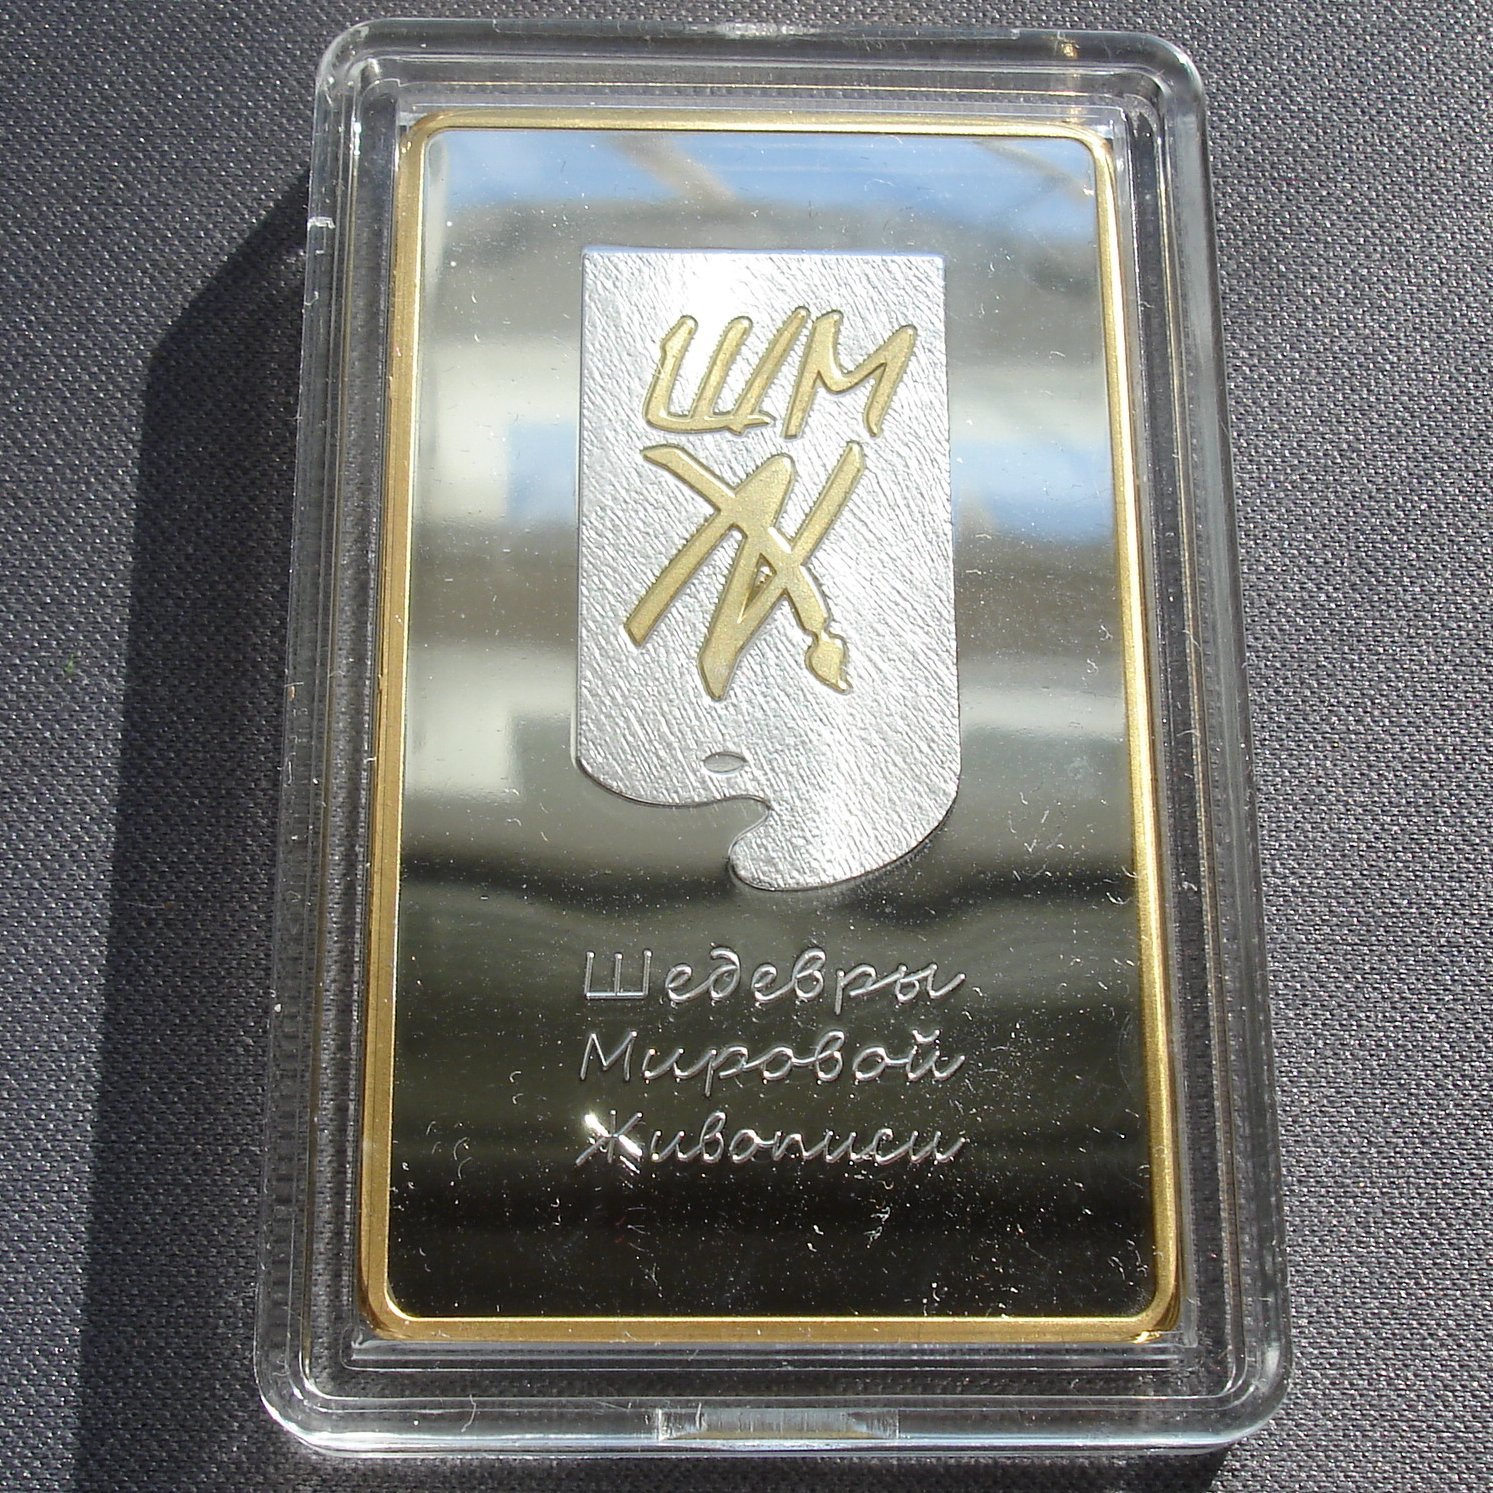 ШМ
Ж
Шедевры
Мировой
Живописи